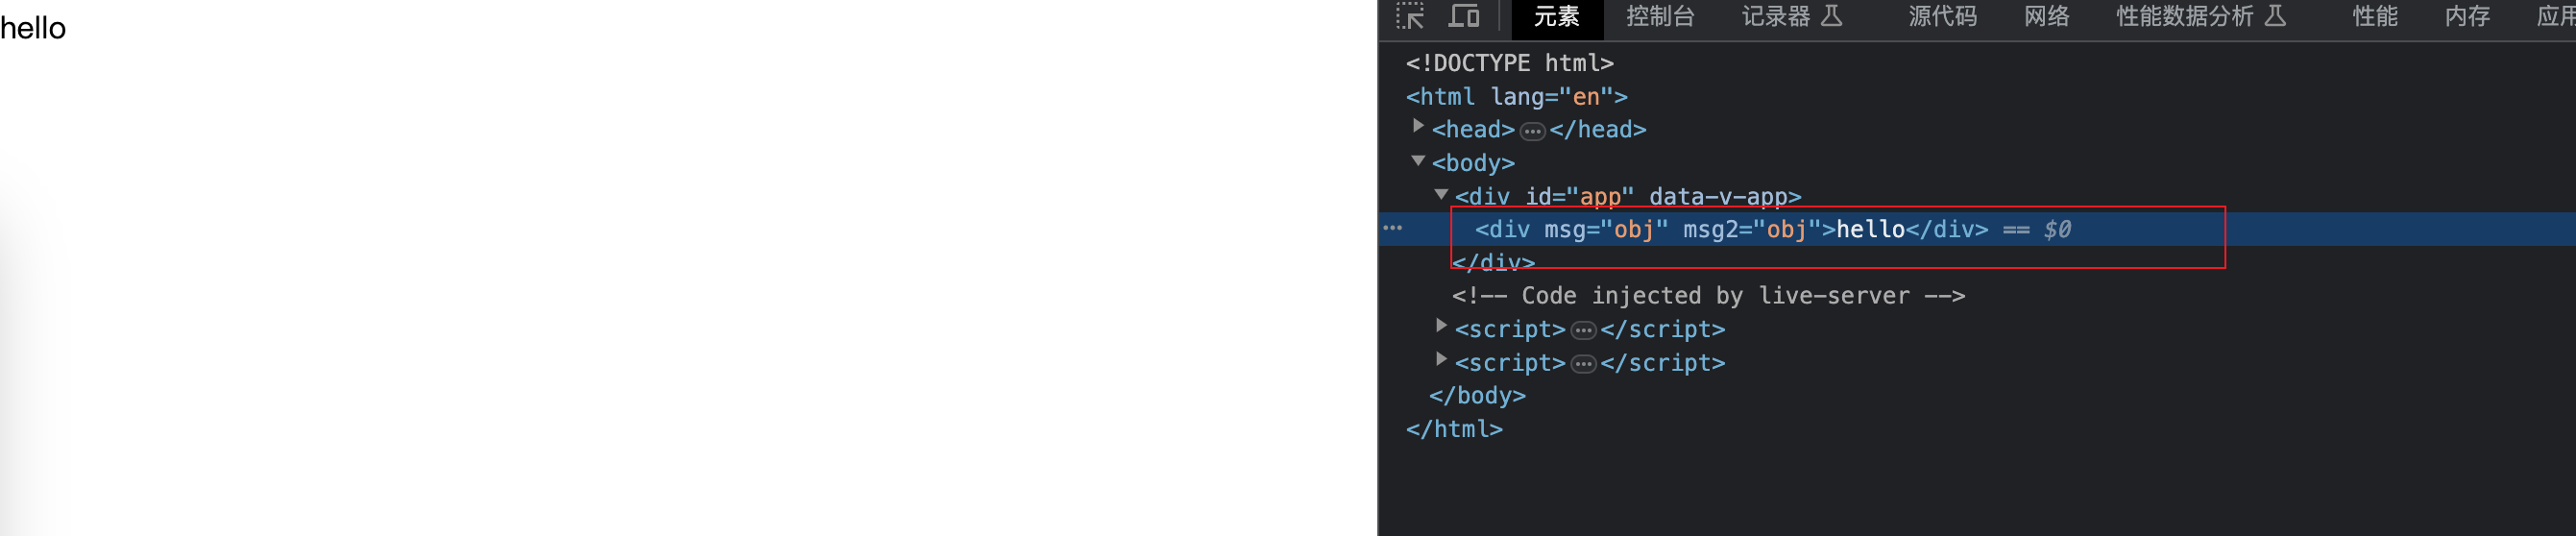 hello
元素 控制台 记录器 源代码 网络 性能数据分析 性能 内存
<!DOCTYPE html>
<html lang="en">
<head>…</head>
<body>
<div id="app" data-v-app>
<div msg="obj" msg2="obj">hello</div> == $0
</div>
<!-- Code injected by live-server -->
<script>…</script>
<script>…</script>
</body>
</html>